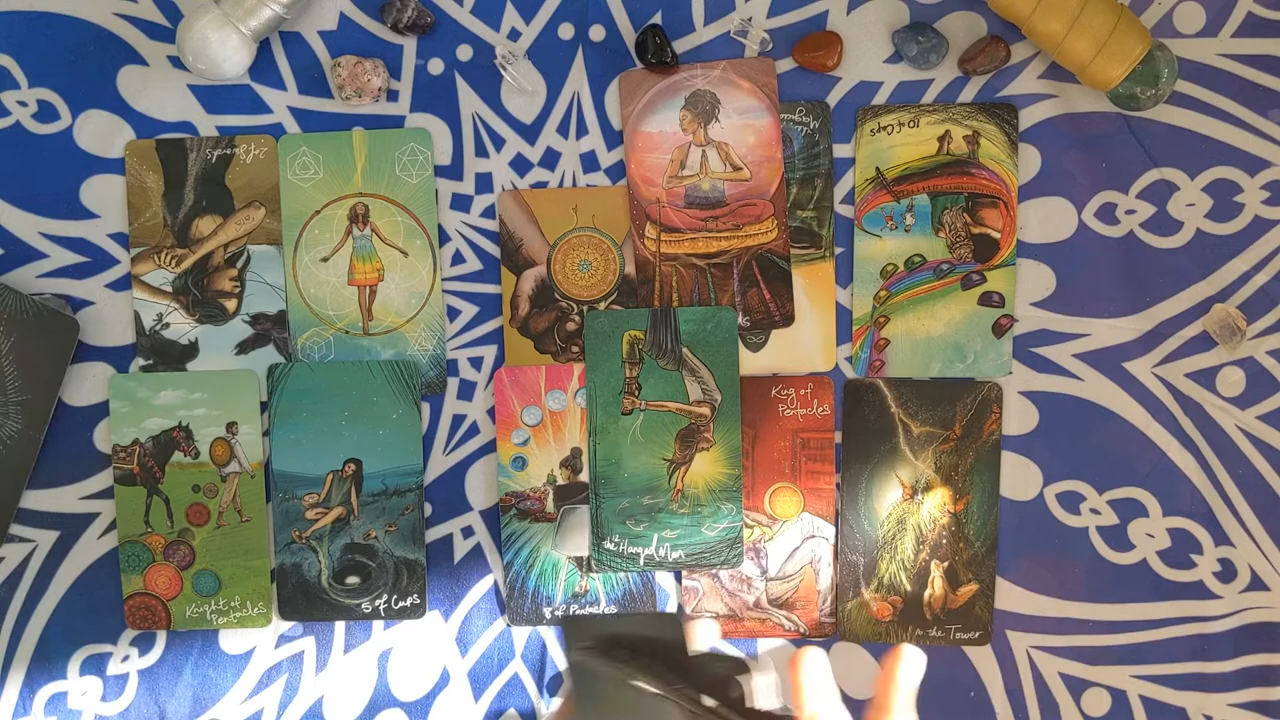 2 of Swords
10 of Cups
King of
Pentacles
Knight of
Pentacles
5 of Cups
8 of Pentacles
12
the Hanged Man
the Tower